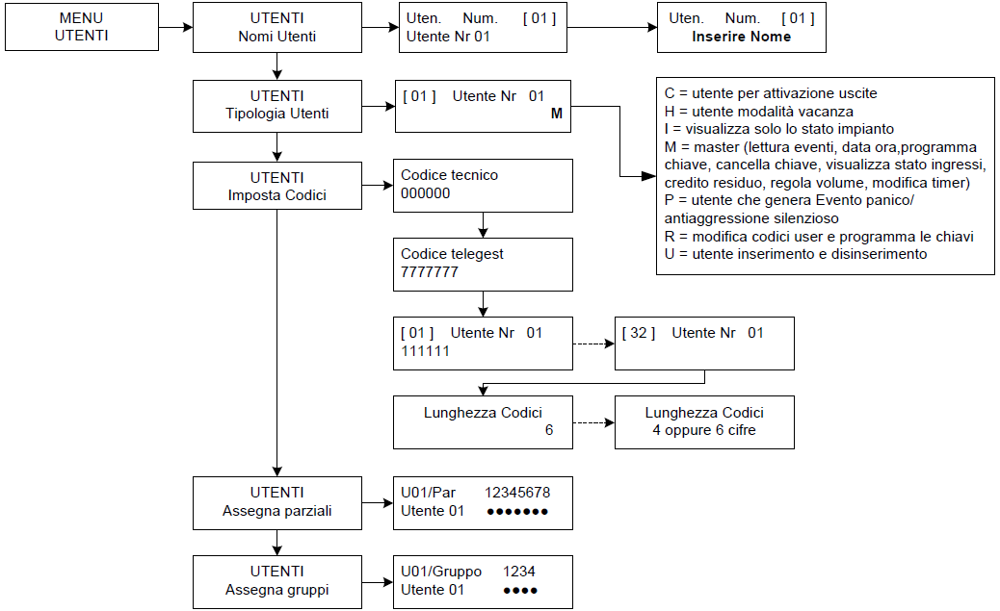 MENU
UTENTI
UTENTI
Nomi Utenti
Uten. Num. [ 01 ]
Utente Nr 01
Uten. Num. [ 01 ]
Inserire Nome
UTENTI
Tipologia Utenti
[ 01 ] Utente Nr 01
M
C = utente per attivazione uscite
H = utente modalità vacanza
I = visualizza solo lo stato impianto
M = master (lettura eventi, data ora,programma
chiave, cancella chiave, visualizza stato ingressi,
credito residuo, regola volume, modifica timer)
P = utente che genera Evento panico/
antiaggressione silenzioso
R = modifica codici user e programma le chiavi
U = utente inserimento e disinserimento
UTENTI
Imposta Codici
Codice tecnico
000000
Codice telegest
7777777
[ 01 ] Utente Nr 01
111111
[ 32 ] Utente Nr 01
Lunghezza Codici
6
Lunghezza Codici
4 oppure 6 cifre
UTENTI
Assegna parziali
U01/Par 12345678
Utente 01 ●●●●●●●
UTENTI
Assegna gruppi
U01/Gruppo 1234
Utente 01 ●●●●